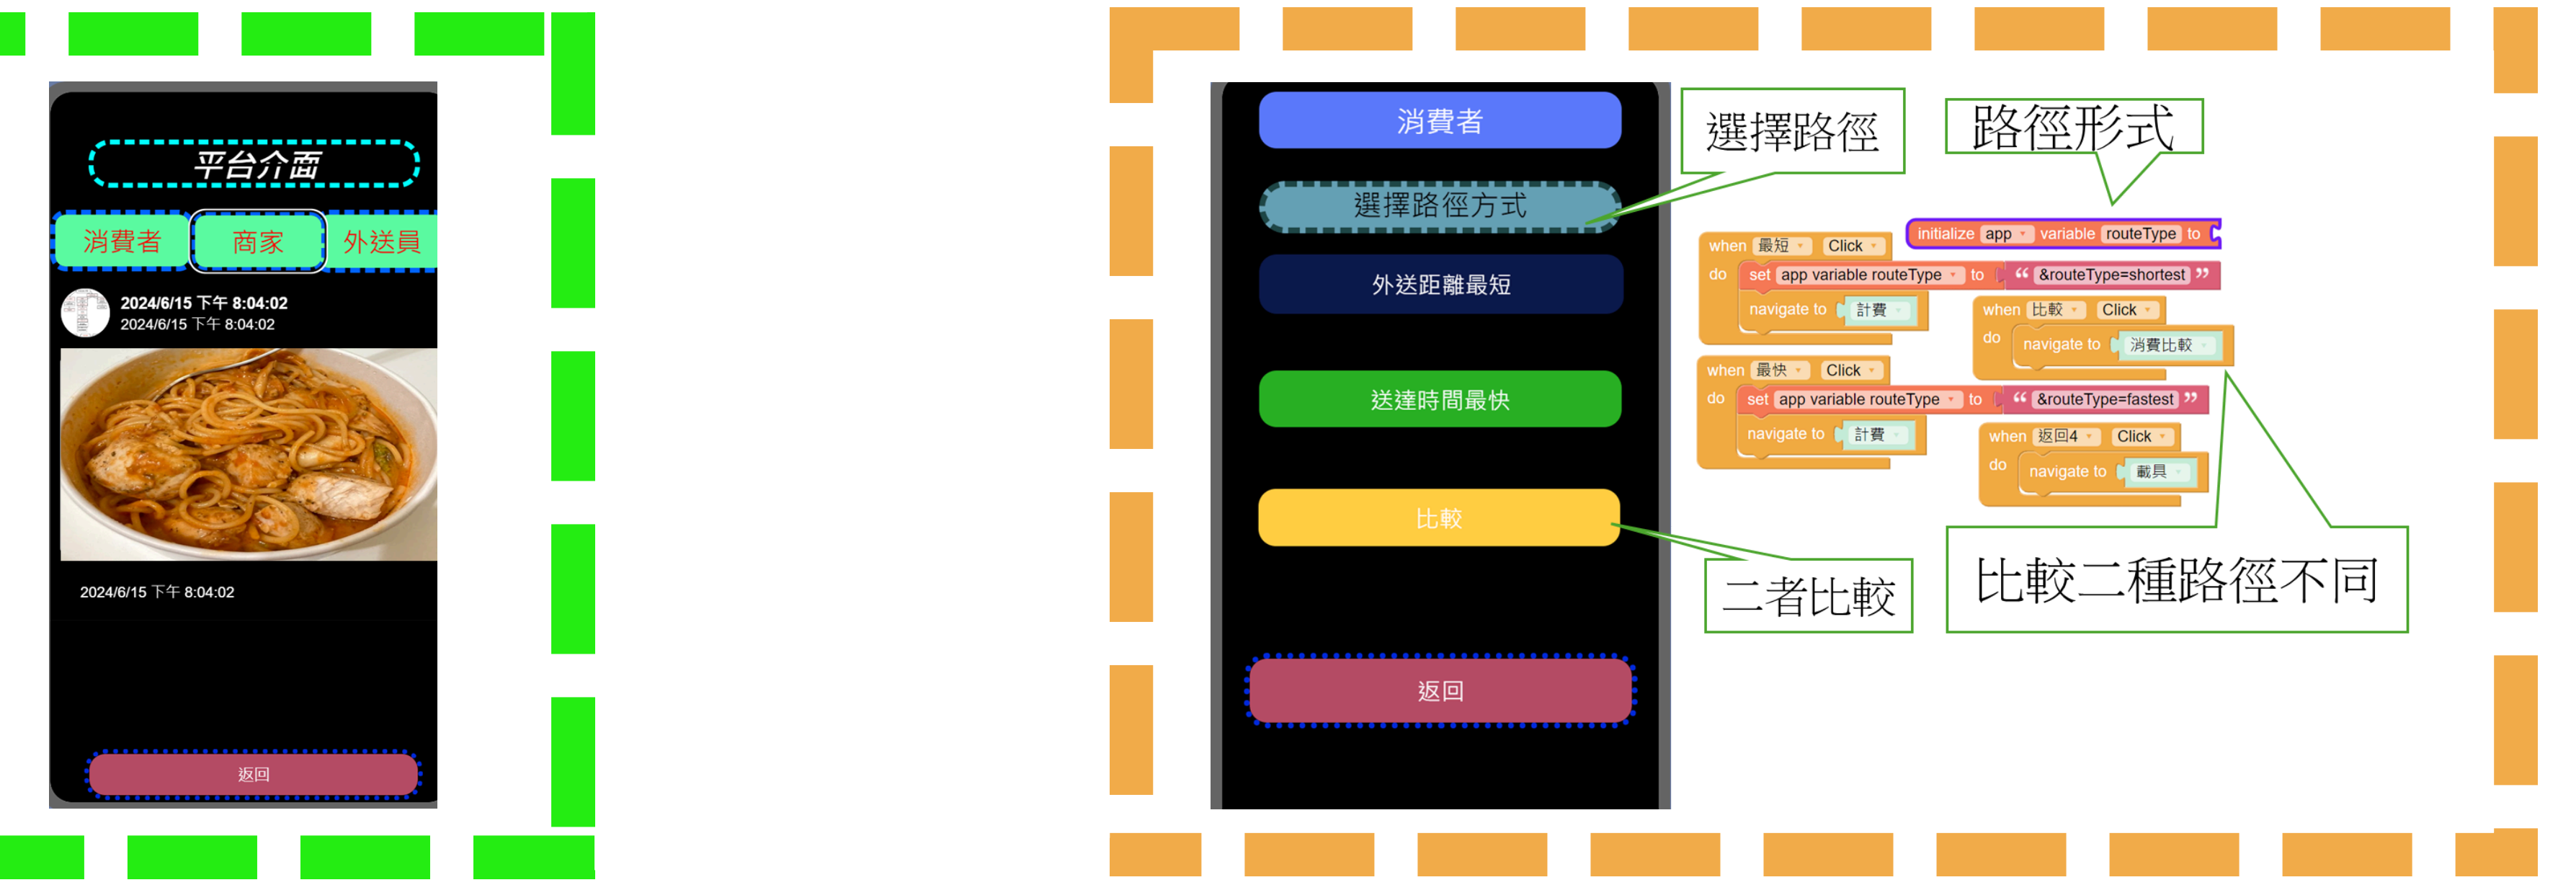 平台介面
消費者
商家
外送員
2024/6/15 下午 8:04:02
2024/6/15 下午 8:04:02
2024/6/15 下午 8:04:02
返回
消費者
選擇路徑方式
外送距離最短
送達時間最快
比較
返回
選擇路徑
二者比較
路徑形式
initialize app variable routeType to
when 最短 Click
do set app variable routeType to “ &routeType=shortest ”
navigate to 計費
when 比較 Click
do navigate to 消費比較
when 最快 Click
do set app variable routeType to “ &routeType=fastest ”
navigate to 計費
when 返回4 Click
do navigate to 載具
比較二種路徑不同